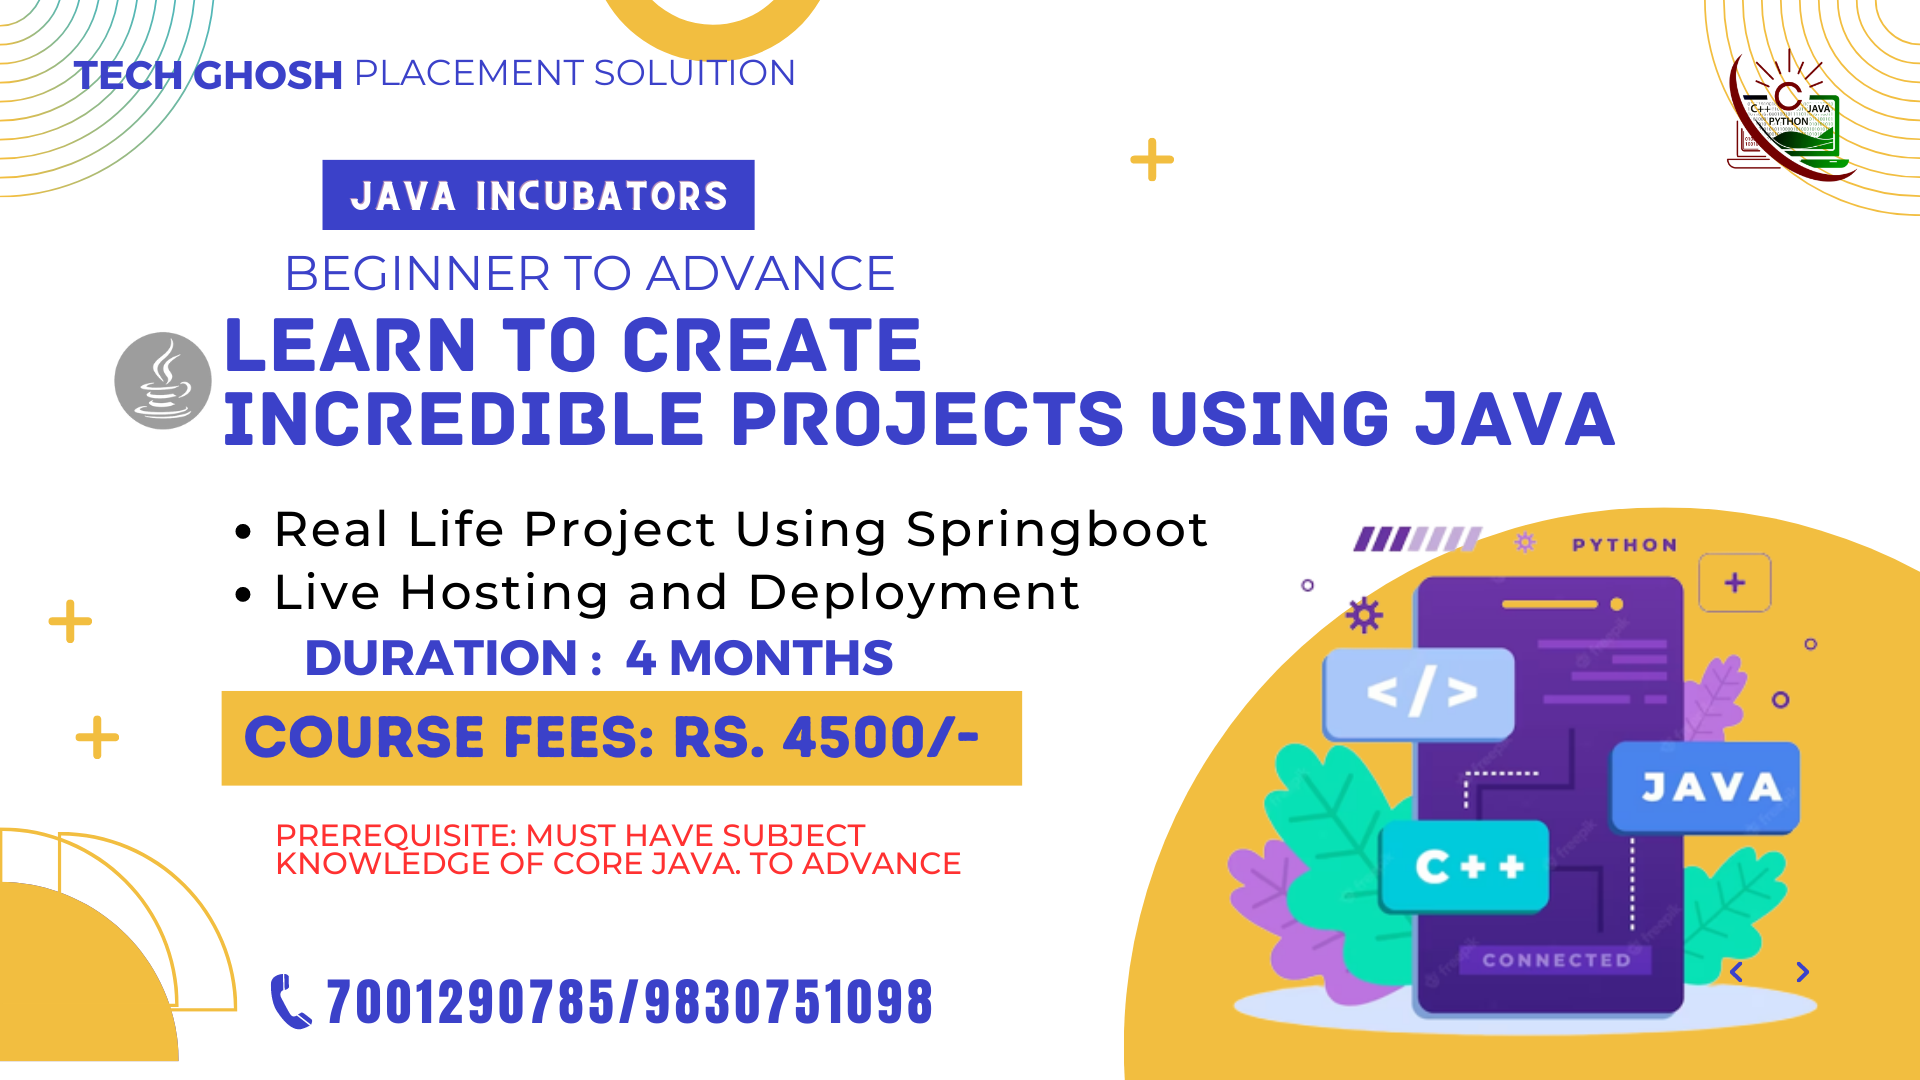 TECH GHOSH PLACEMENT SOLUITION
C
C++ JAVA
PYTHON
JAVA INCUBATORS
BEGINNER TO ADVANCE
LEARN TO CREATE
INCREDIBLE PROJECTS USING JAVA
• Real Life Project Using Springboot
• Live Hosting and Deployment
DURATION : 4 MONTHS
COURSE FEES: RS. 4500/-
PREREQUISITE: MUST HAVE SUBJECT
KNOWLEDGE OF CORE JAVA. TO ADVANCE
7001290785/9830751098
PYTHON
+
</>
JAVA
C++
CONNECTED
< >